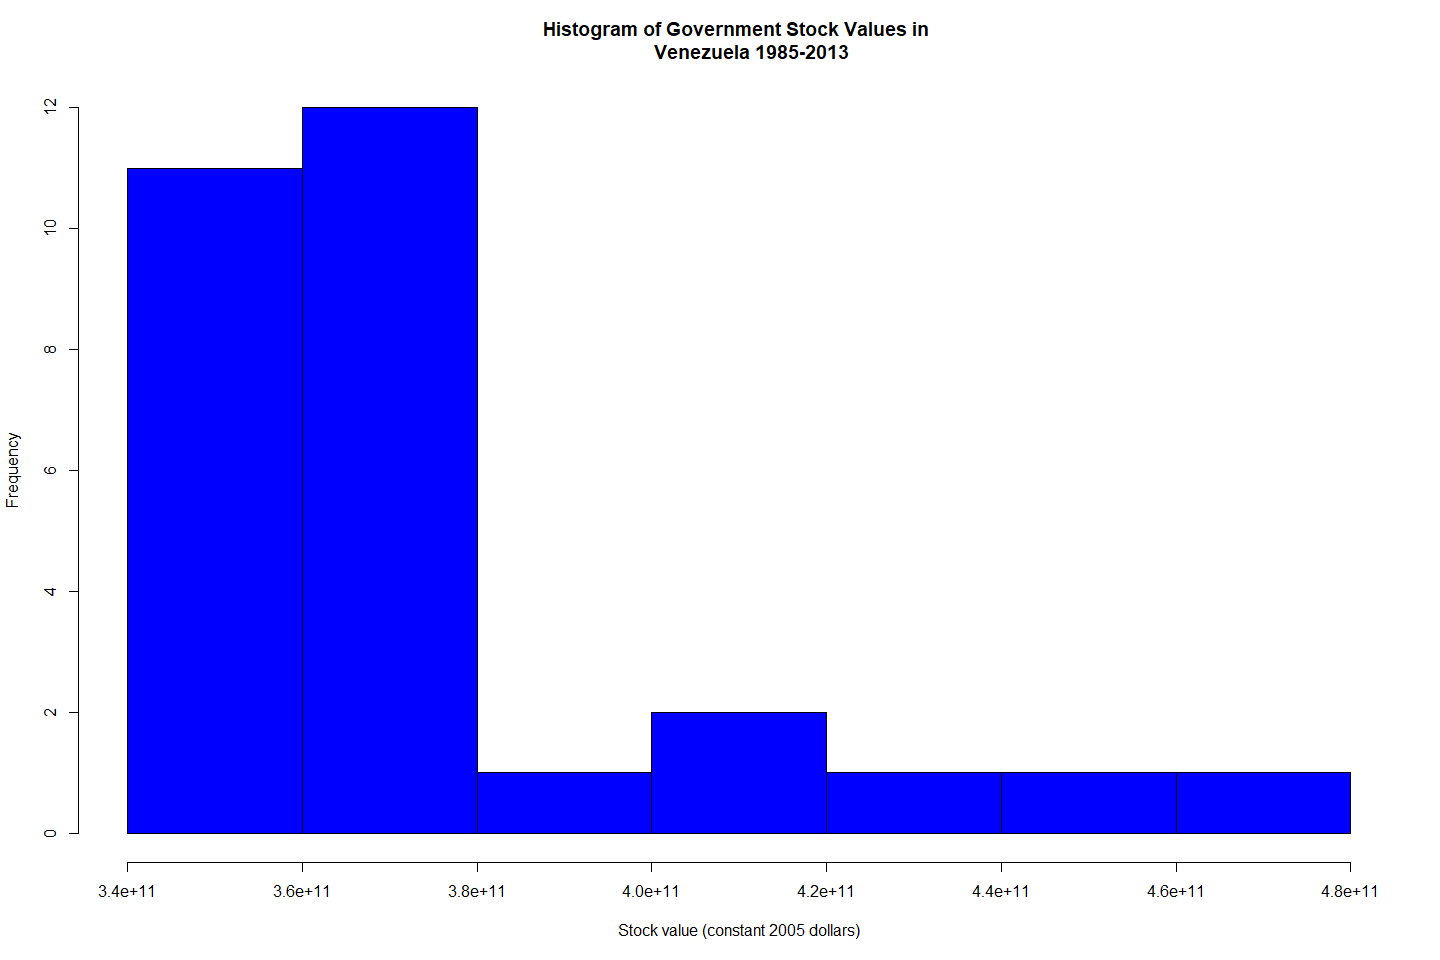 Histogram of Government Stock Values in
Venezuela 1985-2013
12
10
8
6
4
2
0
Frequency
3.4e+11 3.6e+11 3.8e+11 4.0e+11 4.2e+11 4.4e+11 4.6e+11 4.8e+11
Stock value (constant 2005 dollars)